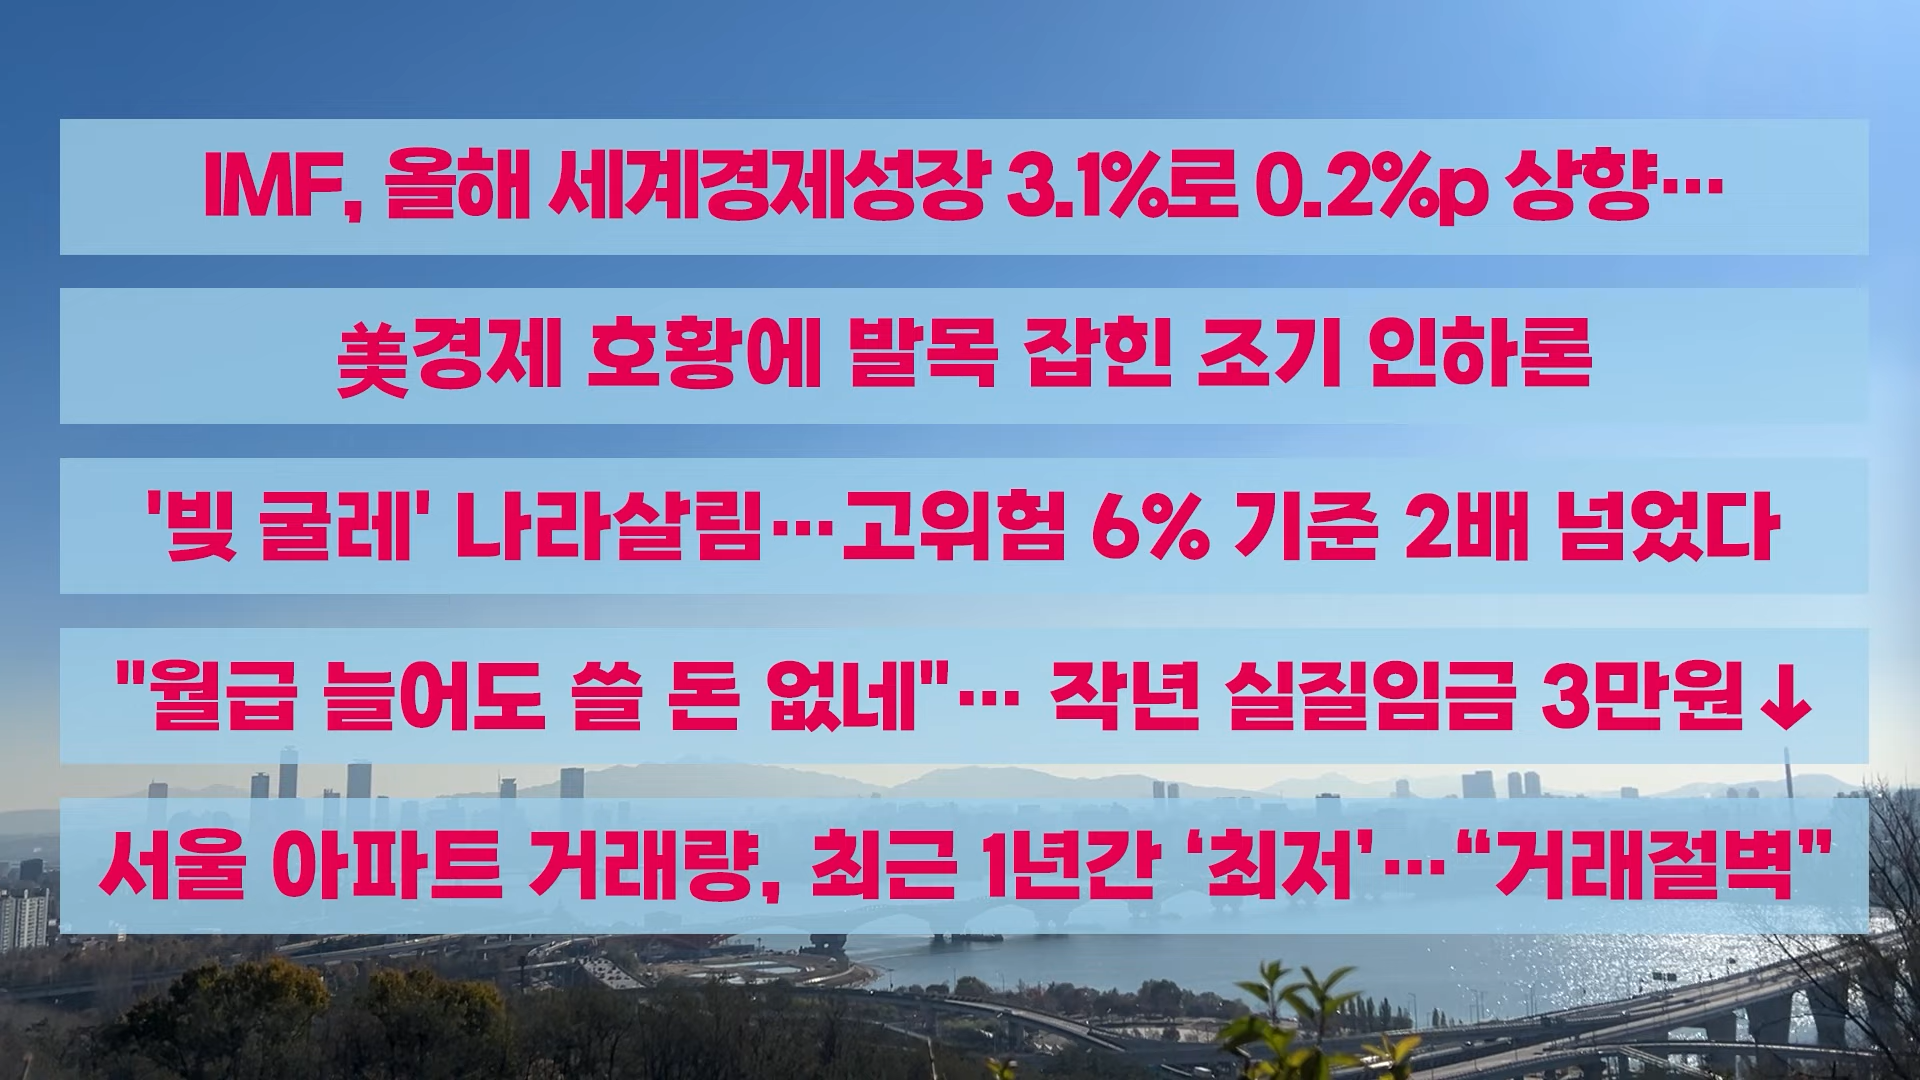 IMF, 올해 세계경제성장 3.1%로 0.2%p 상향…
美경제 호황에 발목 잡힌 조기 인하론
'빚 굴레' 나라살림…고위험 6% 기준 2배 넘었다
"월급 늘어도 쓸 돈 없네"… 작년 실질임금 3만원↓
서울 아파트 거래량, 최근 1년간 ‘최저’…“거래절벽”